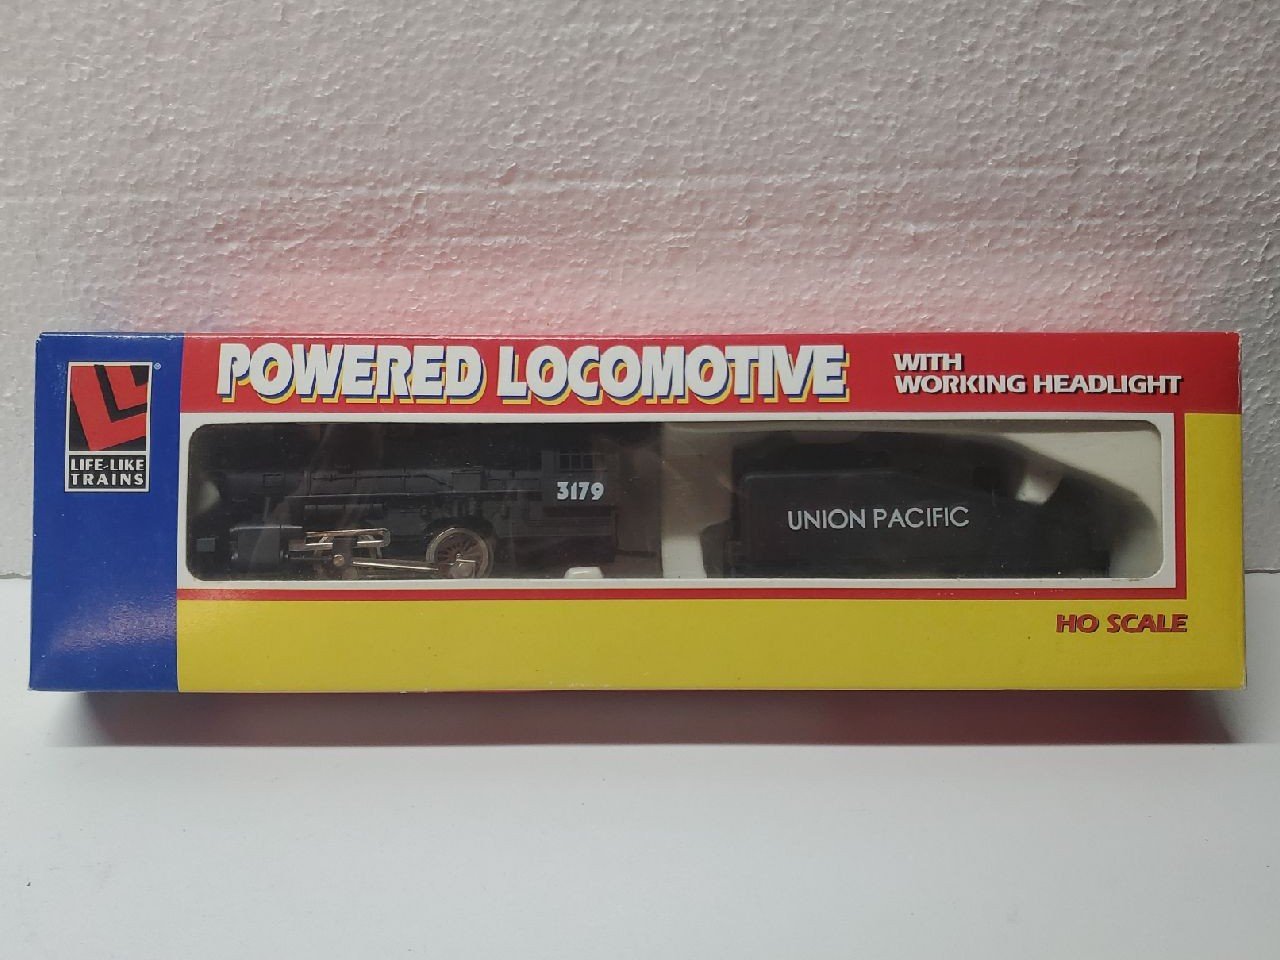 POWERED LOCOMOTIVE
WITH
WORKING HEADLIGHT
LIFE-LIKE
TRAINS
®
3179
UNION PACIFIC
HO SCALE